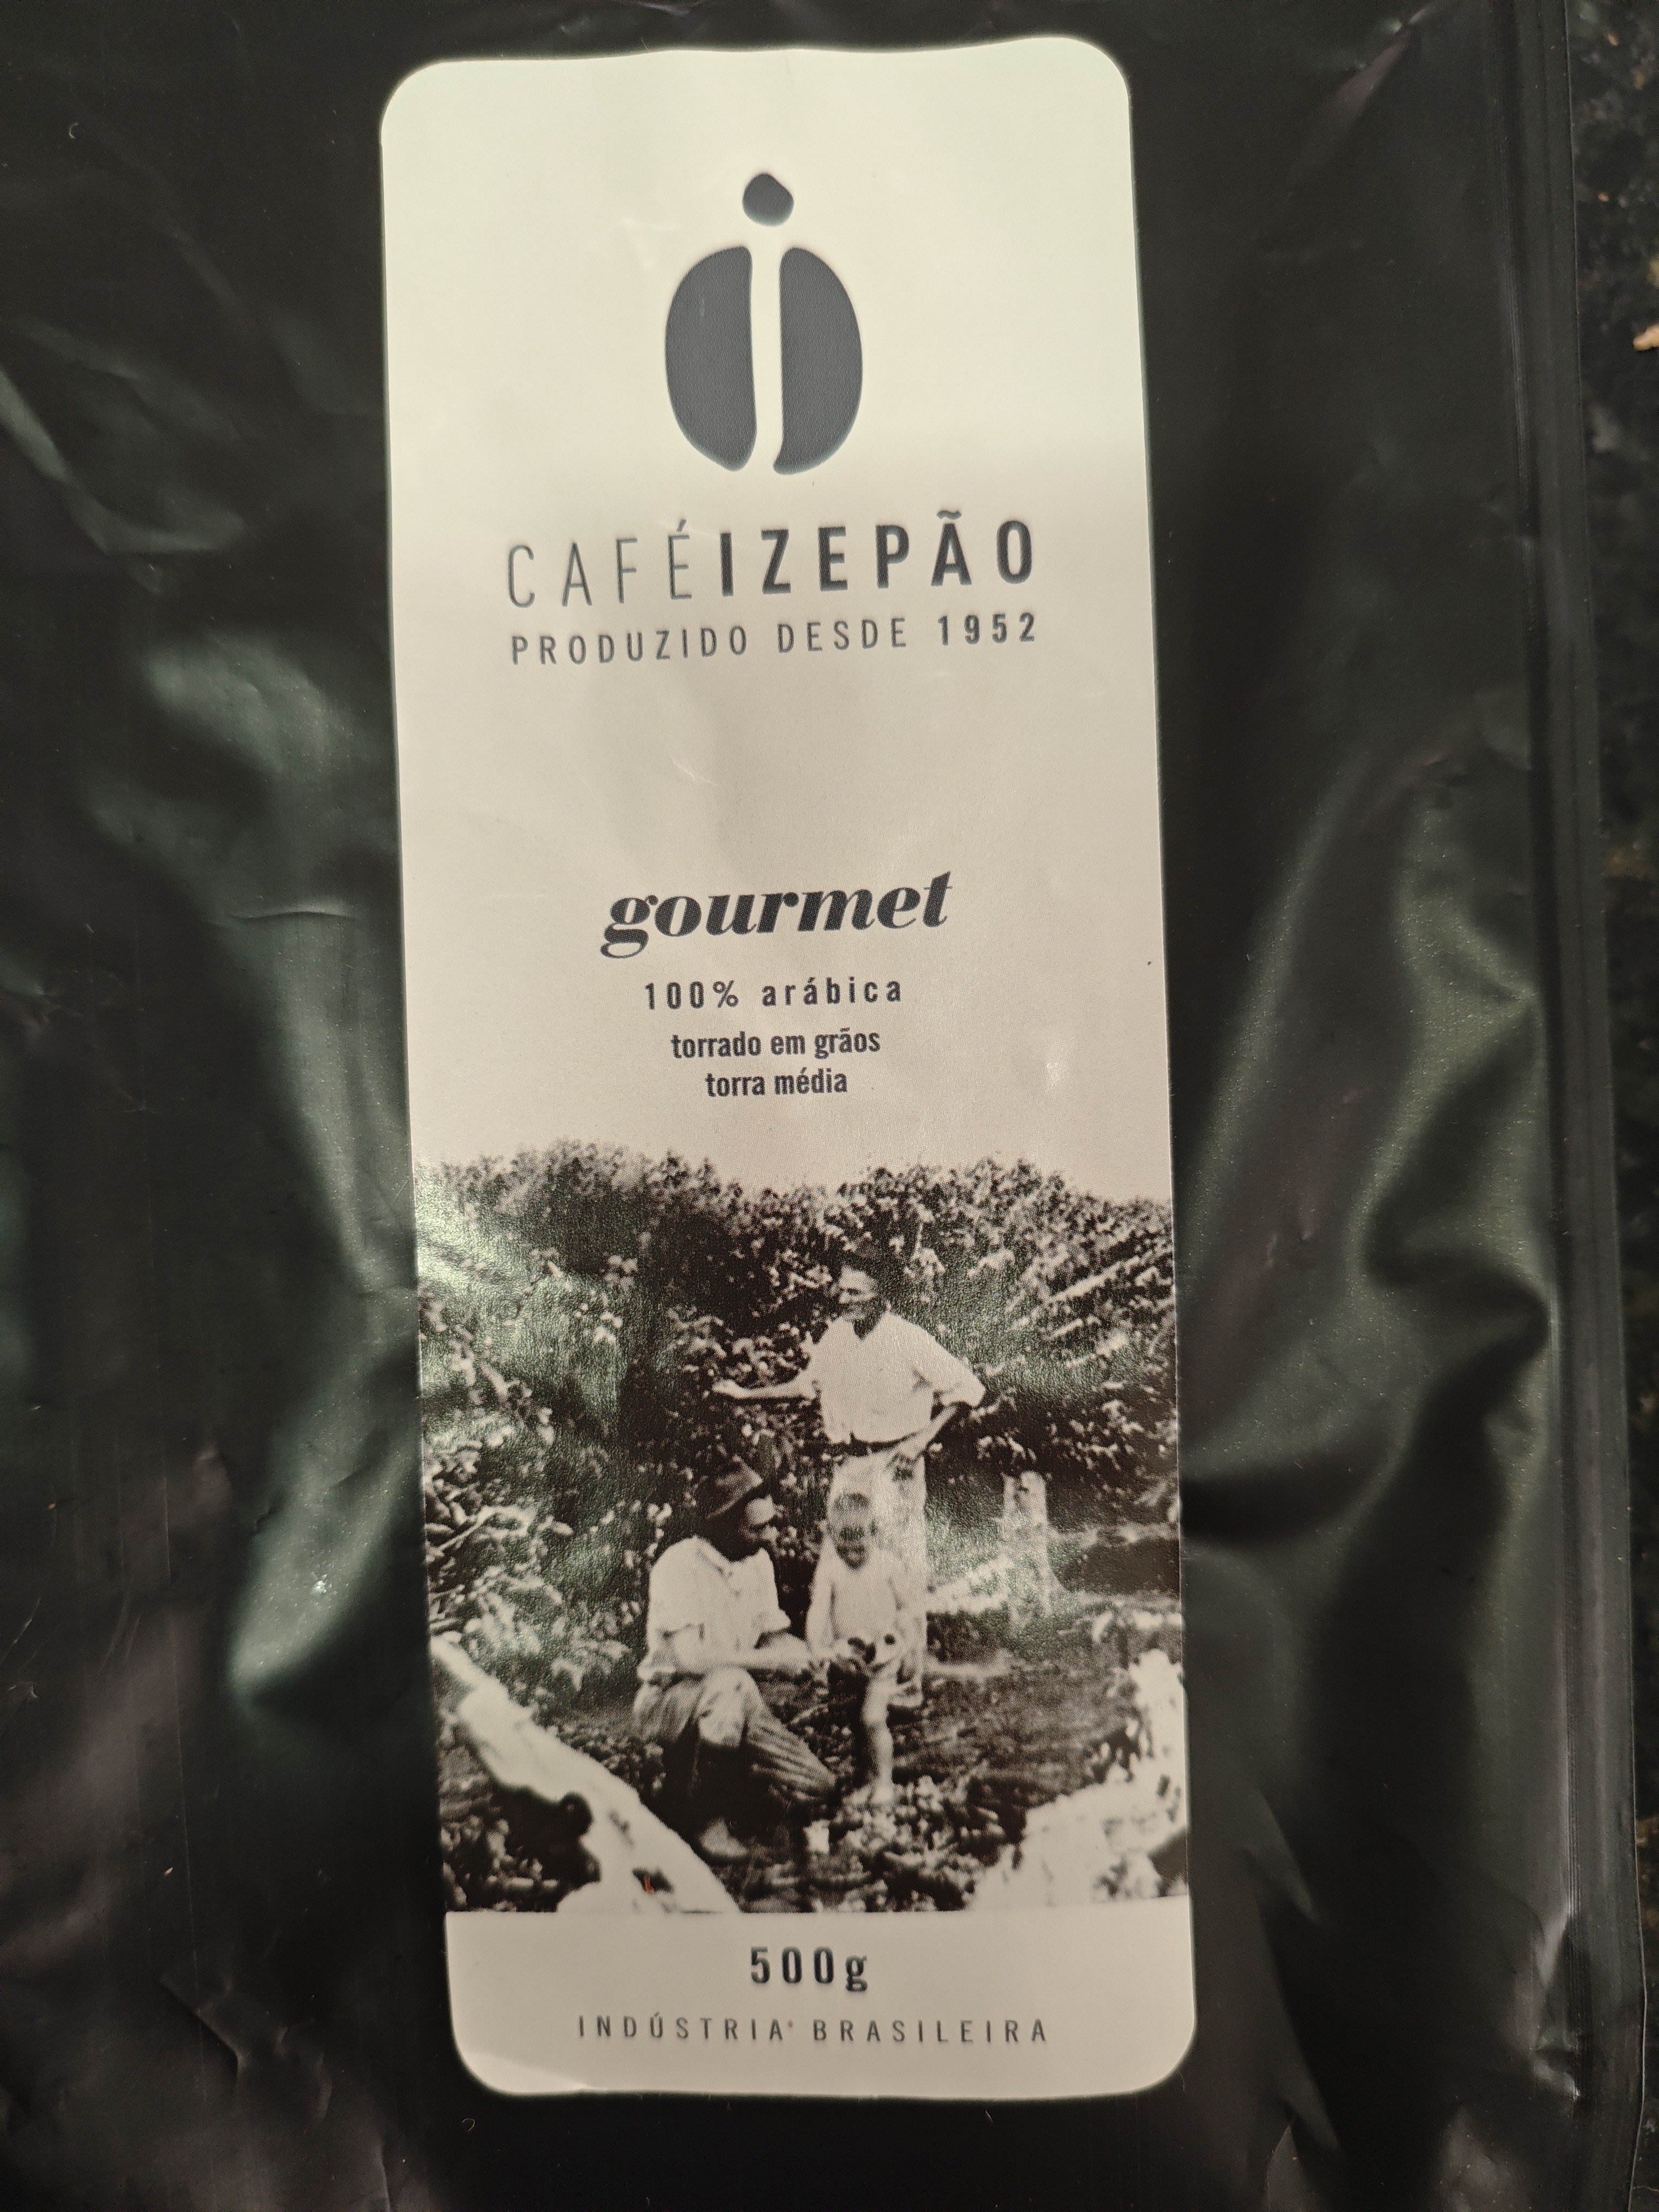 CAFÉIZEPÃO
PRODUZIDO DESDE 1952
gourmet
100% arábica
torrado em grãos
torra média
500g
INDÚSTRIA BRASILEIRA